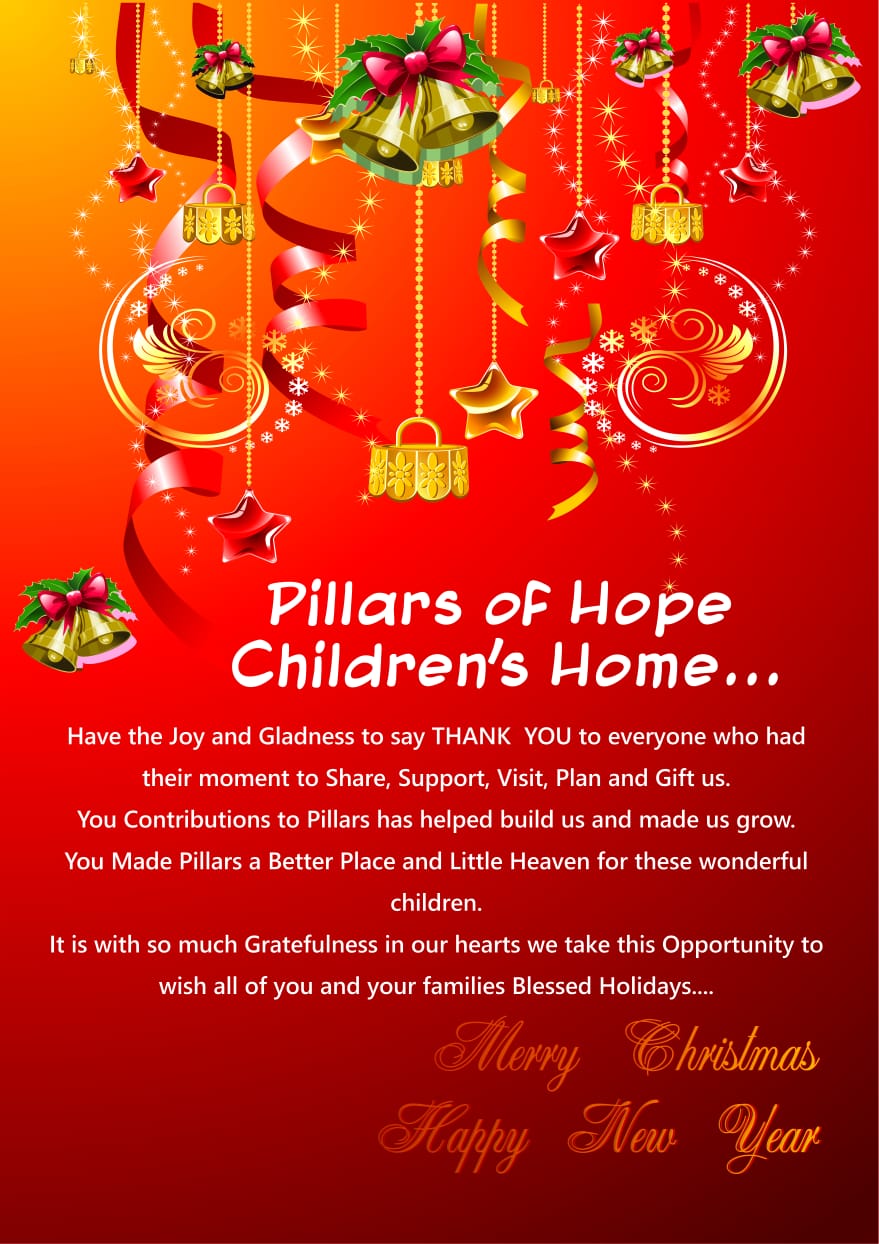 Pillars of Hope
Children's Home...
Have the Joy and Gladness to say THANK  YOU to everyone who had
their moment to Share, Support, Visit, Plan and Gift us.
You Contributions to Pillars has helped build us and made us grow.
You Made Pillars a Better Place and Little Heaven for these wonderful
children.
It is with so much Gratefulness in our hearts we take this Opportunity to
wish all of you and your families Blessed Holidays....
Merry Christmas
Happy New Year